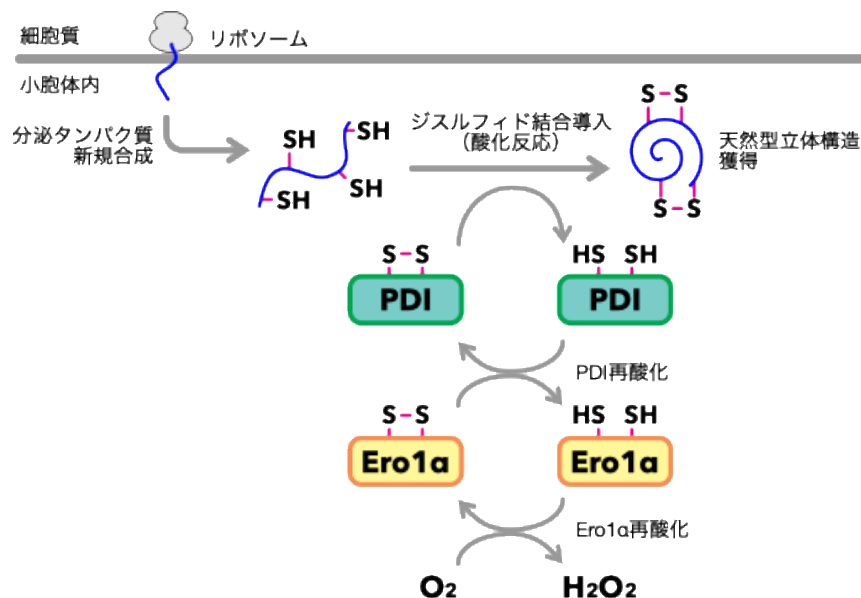 細胞質
リボソーム
小胞体内
分泌タンパク質
新規合成
SH
SH
SH
SH
ジスルフィド結合導入
（酸化反応）
S-S
S-S
天然型立体構造
獲得
S-S
PDI
HS SH
PDI
PDI再酸化
S-S
Ero1α
HS SH
Ero1α
Ero1α再酸化
O₂
H₂O₂